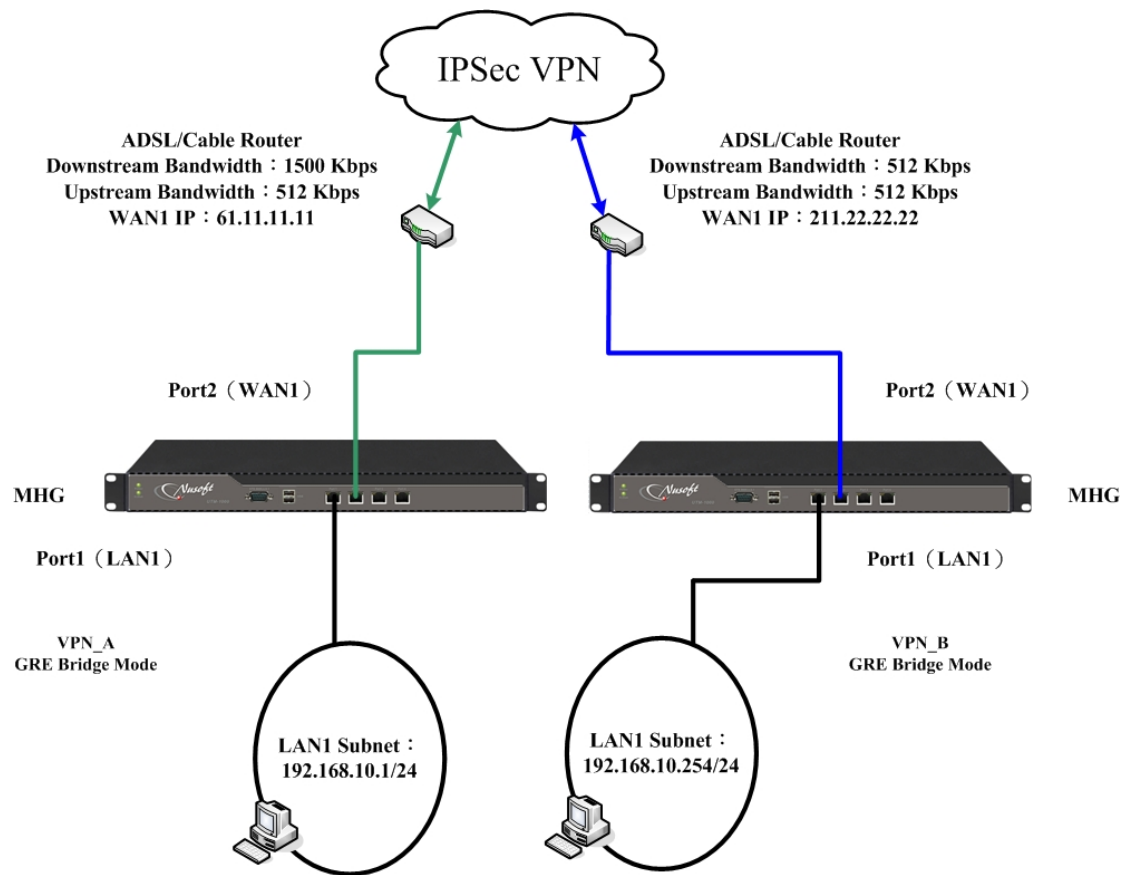 IPSec VPN
ADSL/Cable Router
Downstream Bandwidth：1500 Kbps
Upstream Bandwidth：512 Kbps
WAN1 IP：61.11.11.11
ADSL/Cable Router
Downstream Bandwidth：512 Kbps
Upstream Bandwidth：512 Kbps
WAN1 IP：211.22.22.22
Port2（WAN1）
Port2（WAN1）
Nusoft
Nusoft
MHG
MHG
Port1（LAN1）
Port1（LAN1）
VPN_A
GRE Bridge Mode
VPN_B
GRE Bridge Mode
LAN1 Subnet：
192.168.10.1/24
LAN1 Subnet：
192.168.10.254/24